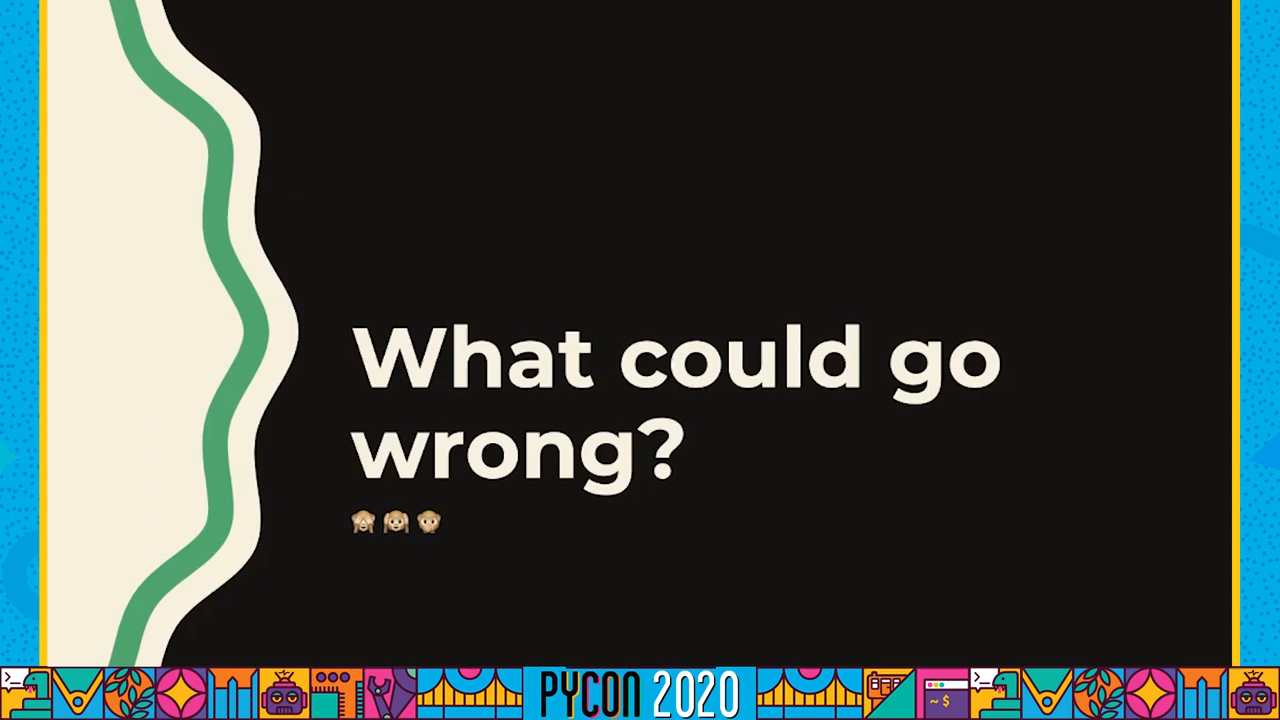 What could go
wrong?
🙈 🙉 🙊
PYCON 2020
~ $